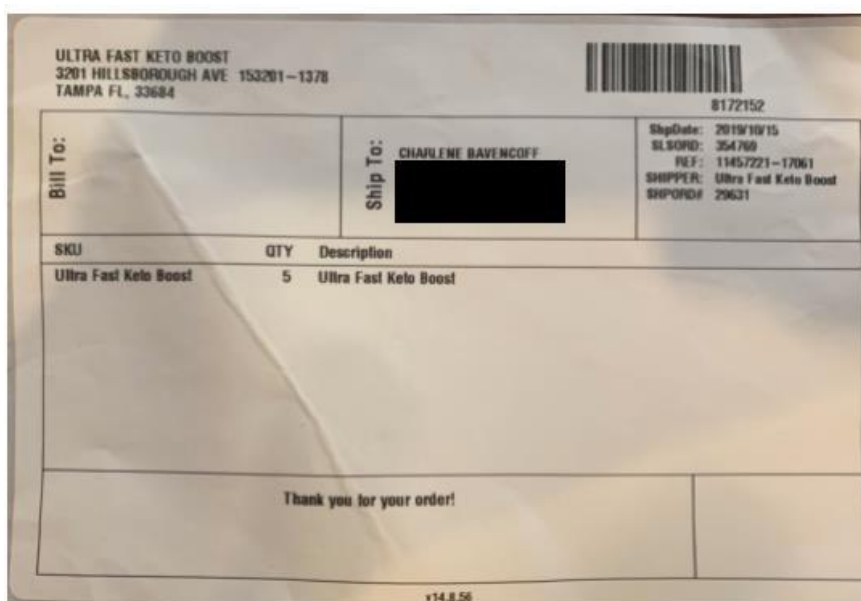 ULTRA FAST KETO BOOST
3201 HILLSBOROUGH AVE 153201-1378
TAMPA FL, 33684
8172152
Bill To:
Ship To:
CHARLENE BAVENCOFF
ShpDate: 2019/10/15
SLSORD: 354769
REF: 11457221-17061
SHIPPER: Ultra Fast Keto Boost
SHPORD# 29631
SKU QTY Description
Ultra Fast Keto Boost 5 Ultra Fast Keto Boost
Thank you for your order!
v14.8.56